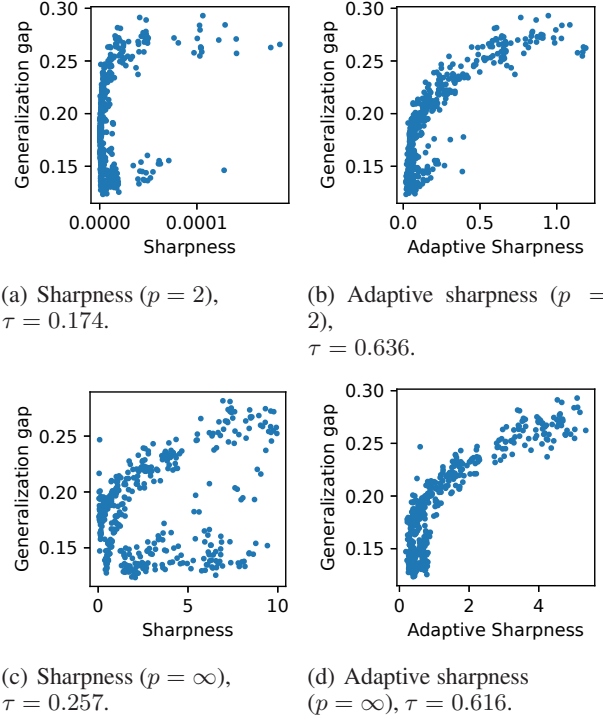 0.30
0.25
0.20
0.15
Generalization gap
0.0000 0.0001
Sharpness
0.30
0.25
0.20
0.15
Generalization gap
0.0 0.5 1.0
Adaptive Sharpness
(a) Sharpness (p = 2),
τ = 0.174.
(b) Adaptive sharpness (p =
2),
τ = 0.636.
0.25
0.20
0.15
Generalization gap
0 5 10
Sharpness
0.30
0.25
0.20
0.15
Generalization gap
0 2 4
Adaptive Sharpness
(c) Sharpness (p = ∞),
τ = 0.257.
(d) Adaptive sharpness
(p = ∞), τ = 0.616.